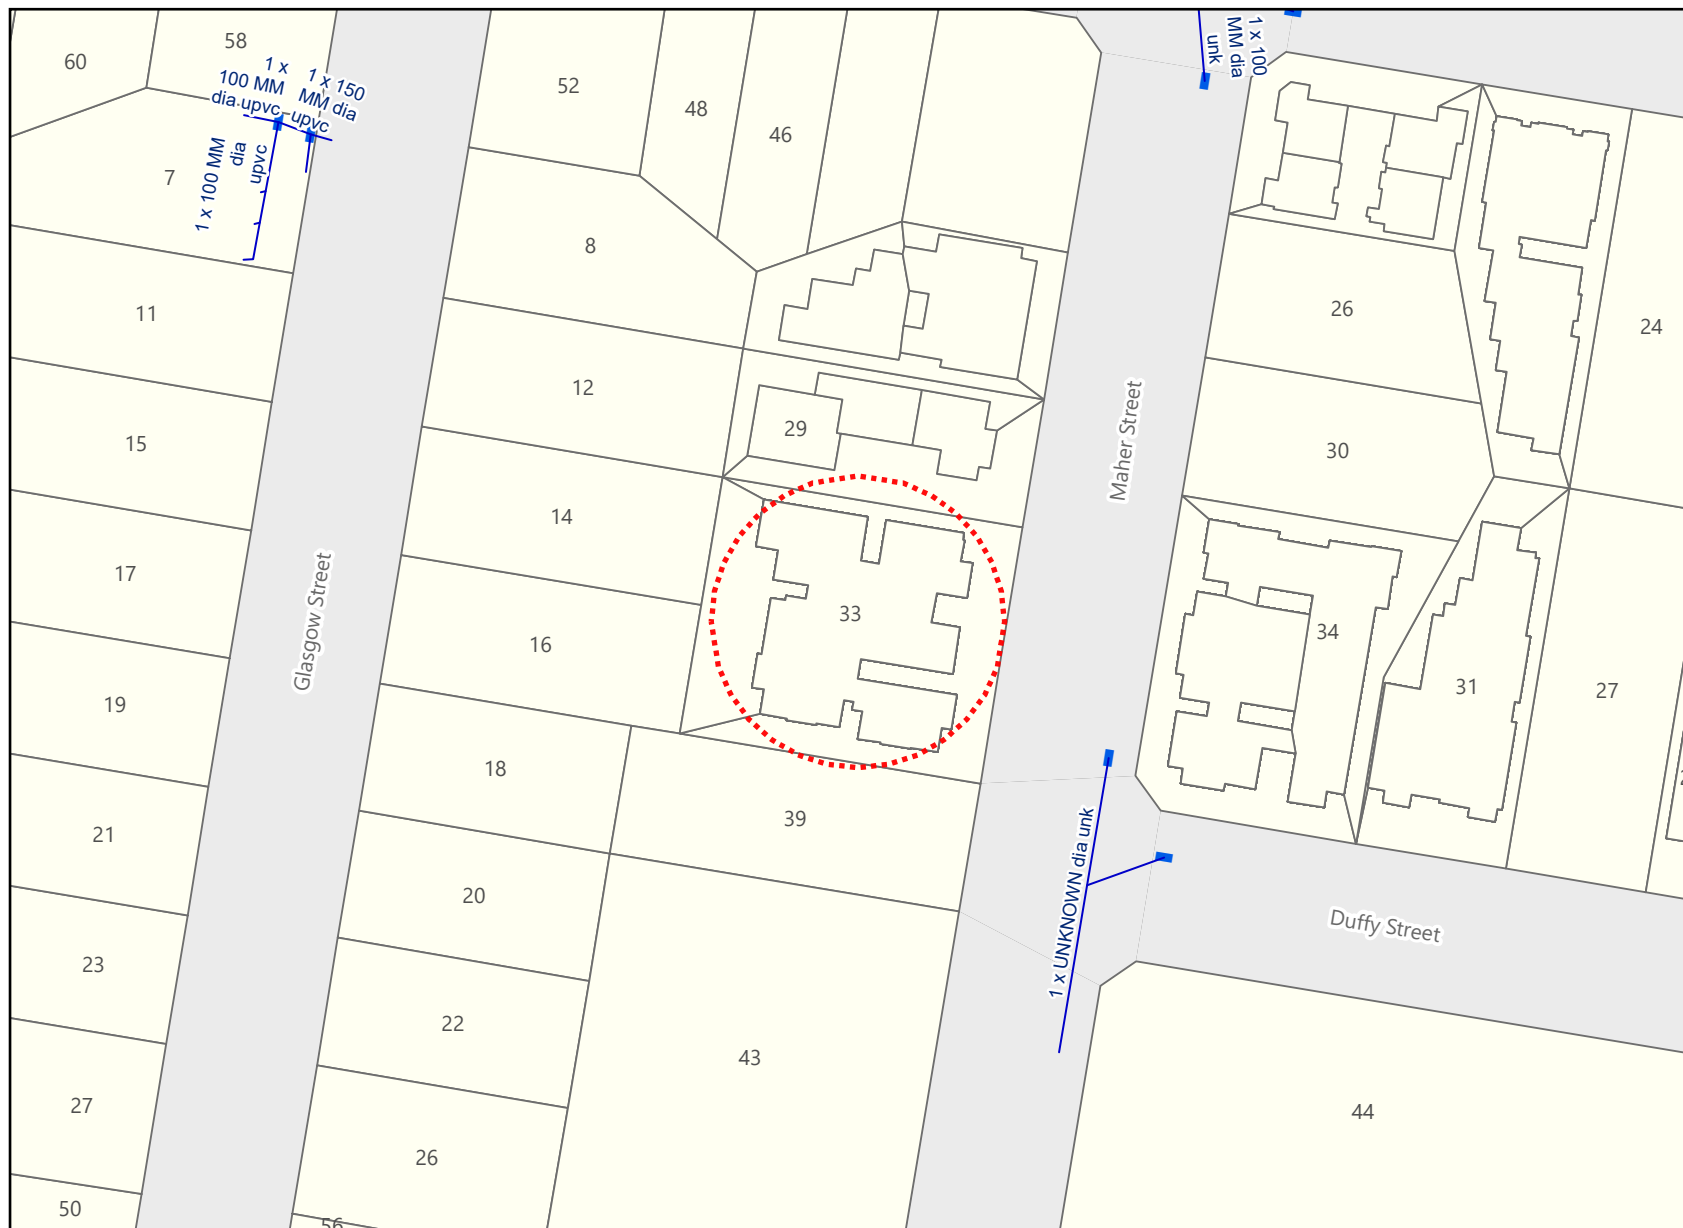 60
58
1 x
100 MM
dia upvc
1 x 150
MM dia
upvc
1 x 100 MM
dia
upvc
7
11
15
17
19
21
23
27
50
Glasgow Street
52
48
46
8
12
14
16
18
20
22
26
56
29
33
39
43
Maher Street
1 x 100
MM dia
unk
1 x UNKNOWN dia unk
26
30
24
34
31
27
Duffy Street
44